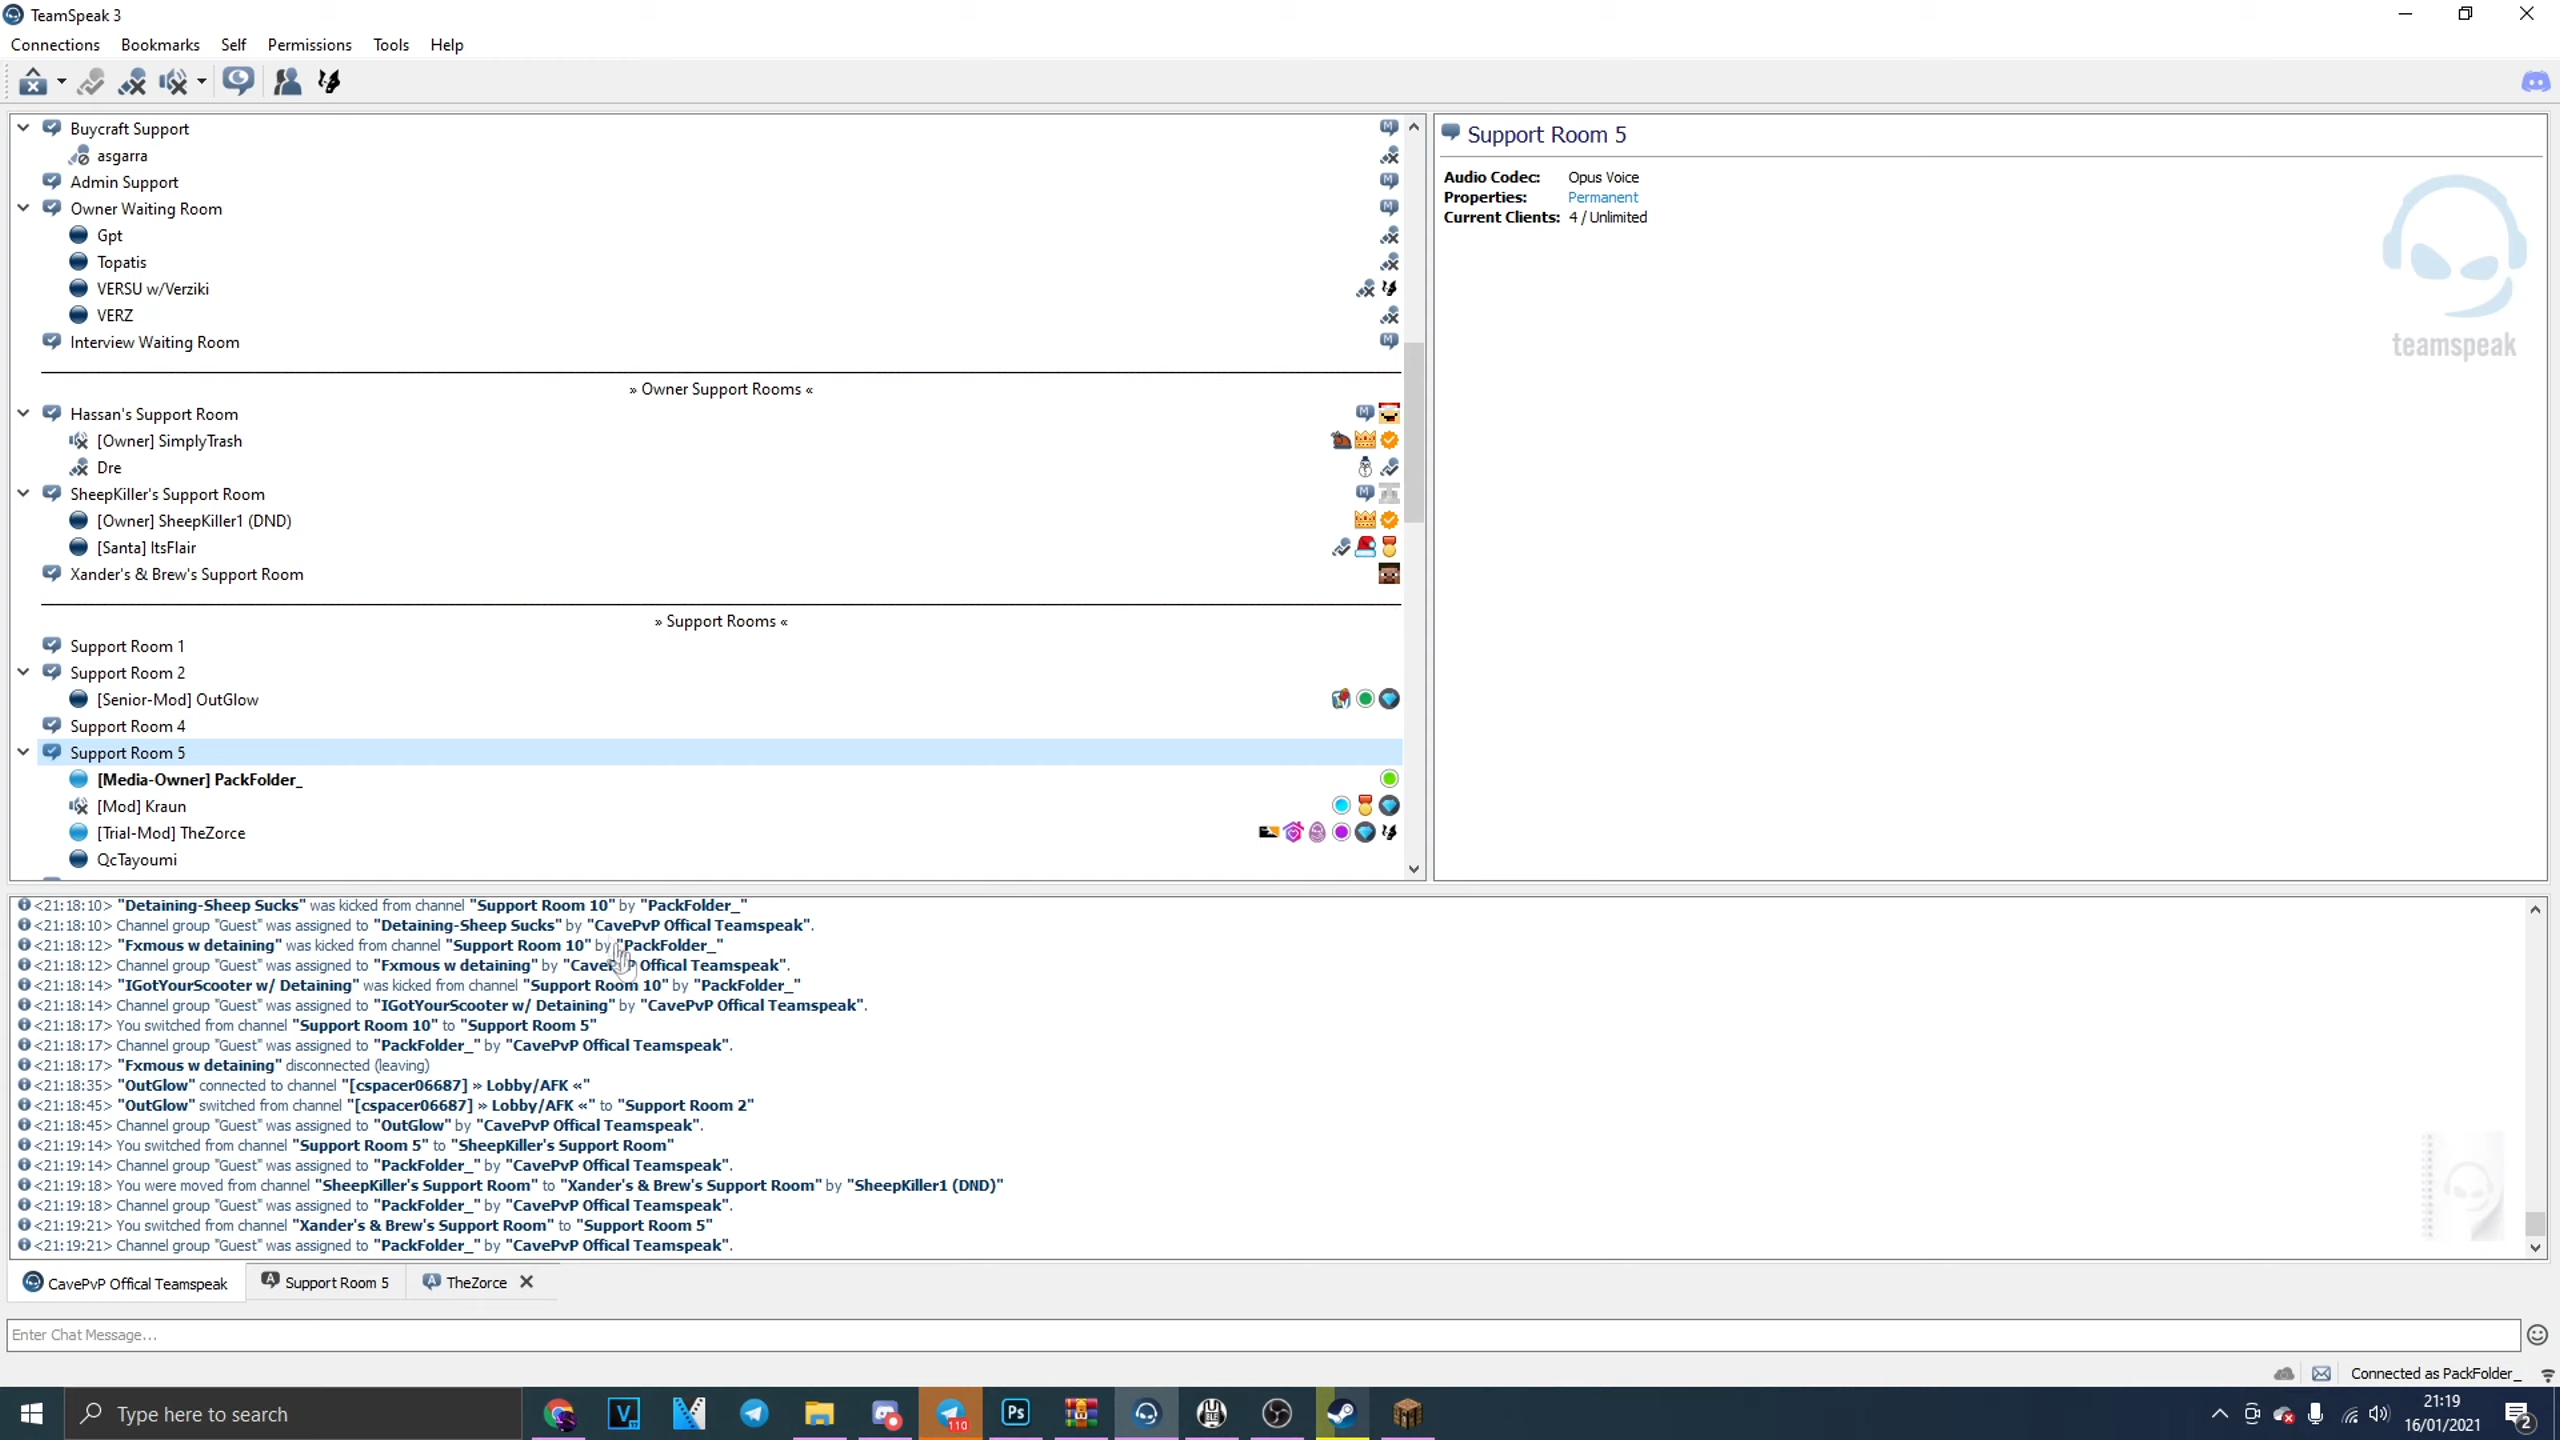 TeamSpeak 3
Connections Bookmarks Self Permissions Tools Help
Buycraft Support
asgarra
Admin Support
Owner Waiting Room
Gpt
Topatis
VERSU w/Verziki
VERZ
Interview Waiting Room
» Owner Support Rooms «
Hassan's Support Room
[Owner] SimplyTrash
Dre
SheepKiller's Support Room
[Owner] SheepKiller1 (DND)
[Santa] ItsFlair
Xander's & Brew's Support Room
» Support Rooms «
Support Room 1
Support Room 2
[Senior-Mod] OutGlow
Support Room 4
Support Room 5
[Media-Owner] PackFolder_
[Mod] Kraun
[Trial-Mod] TheZorce
QcTayoumi
Support Room 5
Audio Codec: Opus Voice
Properties: Permanent
Current Clients: 4 / Unlimited
teamspeak
<21:18:10> "Detaining-Sheep Sucks" was kicked from channel "Support Room 10" by "PackFolder_"
<21:18:10> Channel group "Guest" was assigned to "Detaining-Sheep Sucks" by "CavePvP Offical Teamspeak".
<21:18:12> "Fxmous w detaining" was kicked from channel "Support Room 10" by "PackFolder_"
<21:18:12> Channel group "Guest" was assigned to "Fxmous w detaining" by "CavePvP Offical Teamspeak".
<21:18:14> "IGotYourScooter w/ Detaining" was kicked from channel "Support Room 10" by "PackFolder_"
<21:18:14> Channel group "Guest" was assigned to "IGotYourScooter w/ Detaining" by "CavePvP Offical Teamspeak".
<21:18:17> You switched from channel "Support Room 10" to "Support Room 5"
<21:18:17> Channel group "Guest" was assigned to "PackFolder_" by "CavePvP Offical Teamspeak".
<21:18:17> "Fxmous w detaining" disconnected (leaving)
<21:18:35> "OutGlow" connected to channel "[cspacer06687] » Lobby/AFK «"
<21:18:45> "OutGlow" switched from channel "[cspacer06687] » Lobby/AFK «" to "Support Room 2"
<21:18:45> Channel group "Guest" was assigned to "OutGlow" by "CavePvP Offical Teamspeak".
<21:19:14> You switched from channel "Support Room 5" to "SheepKiller's Support Room"
<21:19:14> Channel group "Guest" was assigned to "PackFolder_" by "CavePvP Offical Teamspeak".
<21:19:18> You were moved from channel "SheepKiller's Support Room" to "Xander's & Brew's Support Room" by "SheepKiller1 (DND)"
<21:19:18> Channel group "Guest" was assigned to "PackFolder_" by "CavePvP Offical Teamspeak".
<21:19:21> You switched from channel "Xander's & Brew's Support Room" to "Support Room 5"
<21:19:21> Channel group "Guest" was assigned to "PackFolder_" by "CavePvP Offical Teamspeak".
CavePvP Offical Teamspeak Support Room 5 TheZorce
Enter Chat Message...
Connected as PackFolder_
Type here to search
110
Ps
21:19
16/01/2021
2